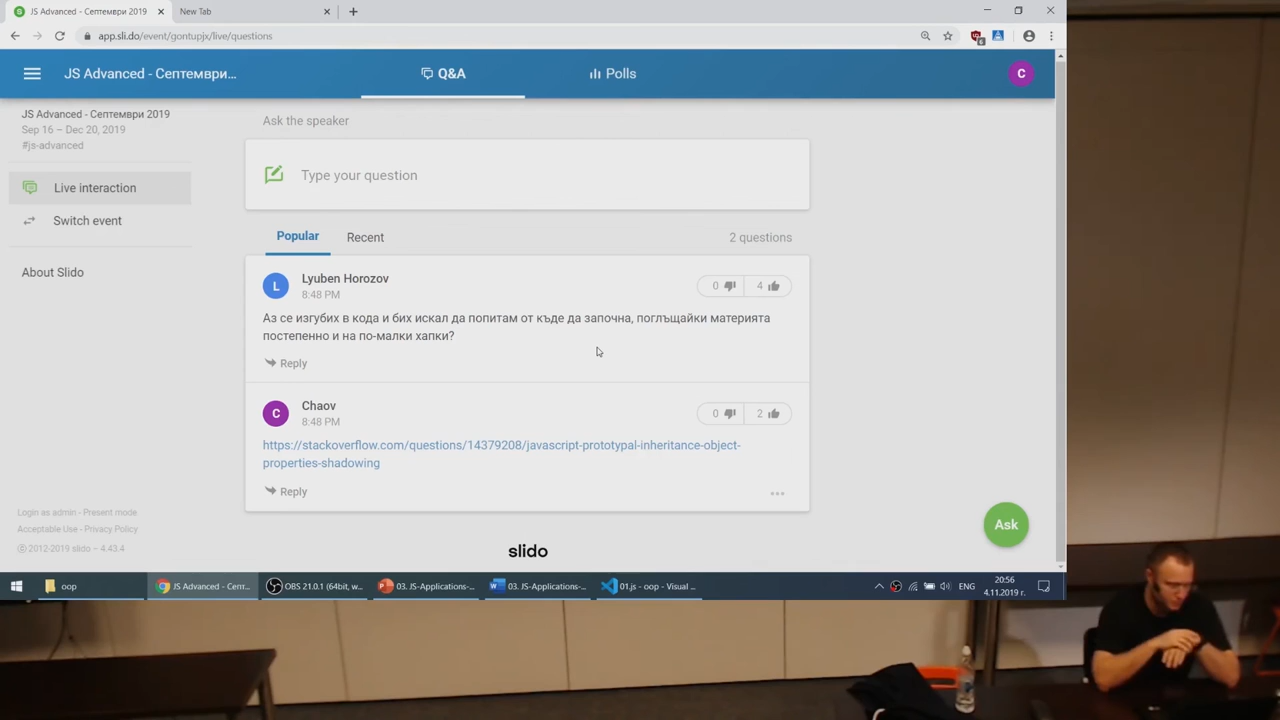 JS Advanced - Септември 2019
New Tab
app.sli.do/event/gontupjx/live/questions
JS Advanced - Септември...
Q&A
Polls
C
JS Advanced - Септември 2019
Sep 16 – Dec 20, 2019
#js-advanced
Live interaction
Switch event
About Slido
Ask the speaker
Type your question
Popular
Recent
2 questions
L
Lyuben Horozov
8:48 PM
0
4
Аз се изгубих в кода и бих искал да попитам от къде да започна, поглъщайки материята
постепенно и на по-малки хапки?
Reply
C
Chaov
8:48 PM
0
2
https://stackoverflow.com/questions/14379208/javascript-prototypal-inheritance-object-
properties-shadowing
Reply
Login as admin - Present mode
Acceptable Use - Privacy Policy
© 2012-2019 slido – 4.43.4
slido
Ask
oop
JS Advanced - Септ...
OBS 21.0.1 (64bit, w...
03. JS-Applications-...
03. JS-Applications-...
01.js - oop - Visual ...
ЕНГ
20:56
4.11.2019 г.